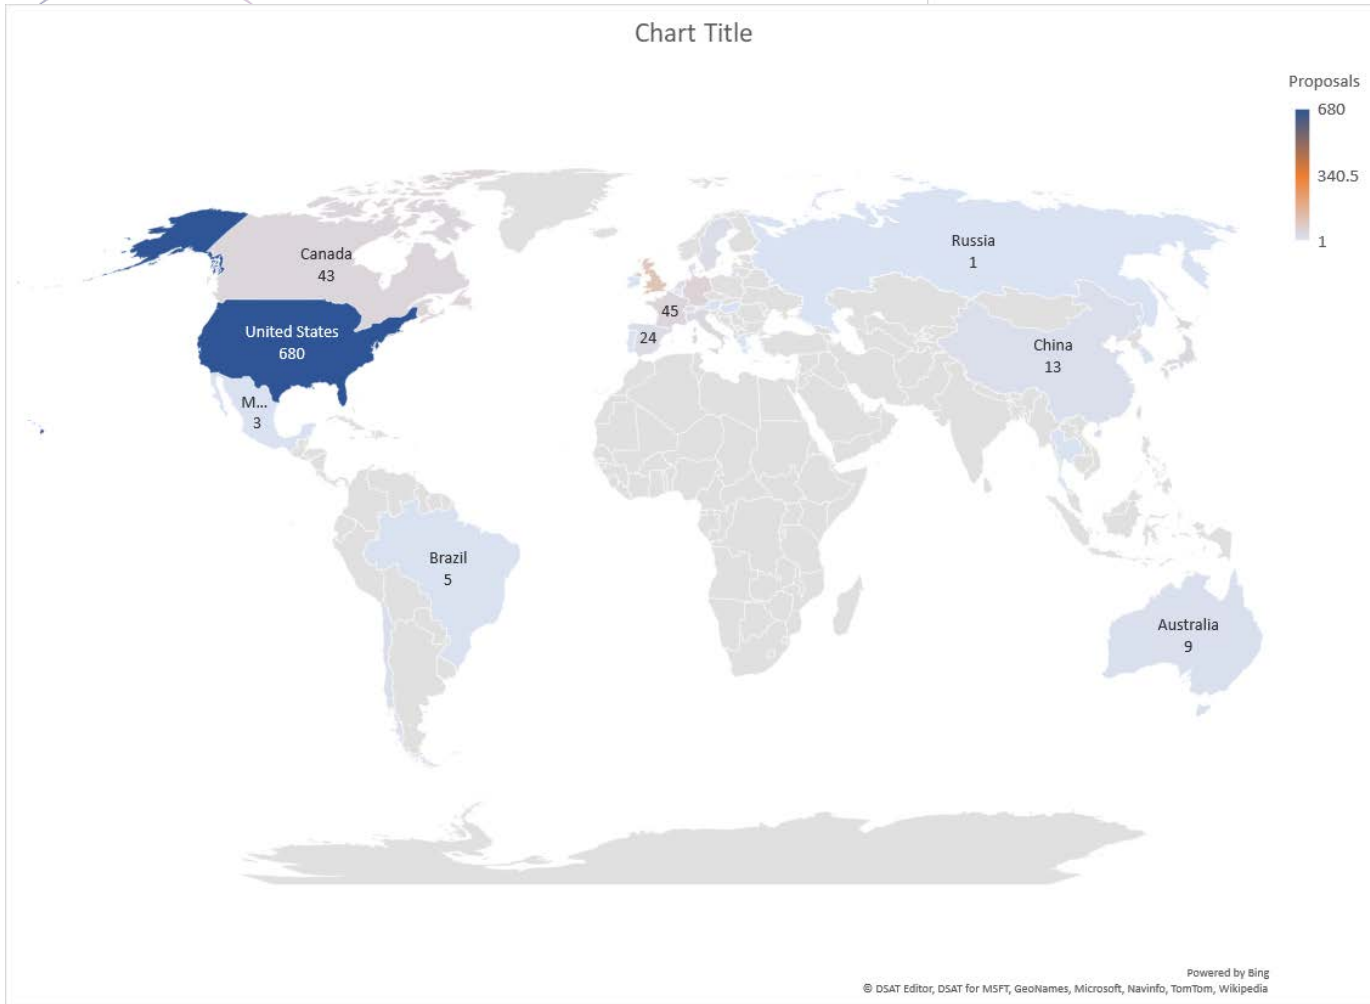 Chart Title
Proposals
680
340.5
1
Canada
43
United States
680
M...
3
Brazil
5
45
24
Russia
1
China
13
Australia
9
Powered by Bing
© DSAT Editor, DSAT for MSFT, GeoNames, Microsoft, Navinfo, TomTom, Wikipedia